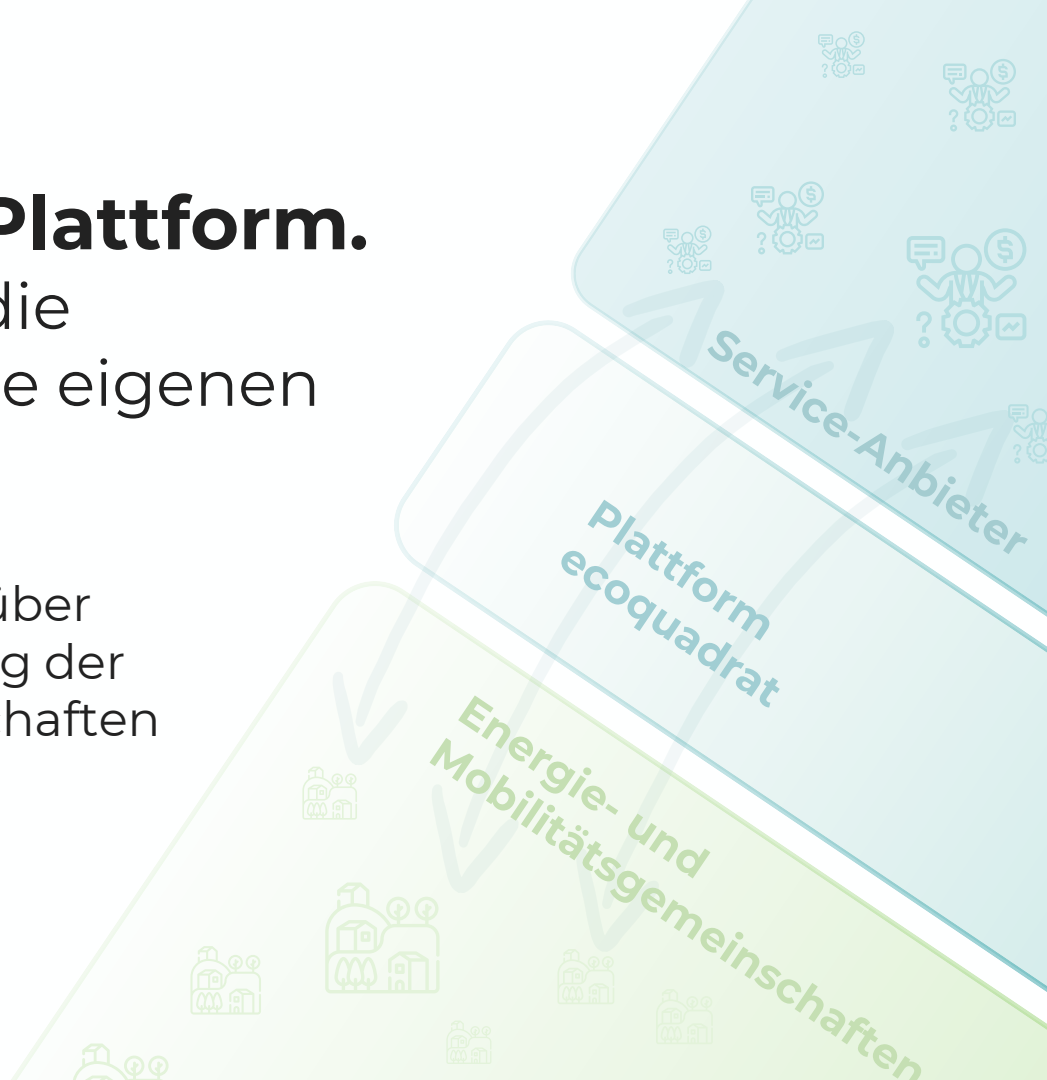 Plattform.
die
e eigenen
über
g der
haften
Service-Anbieter
Plattform
ecoquadrat
Energie- und
Mobilitätsgemeinschaften